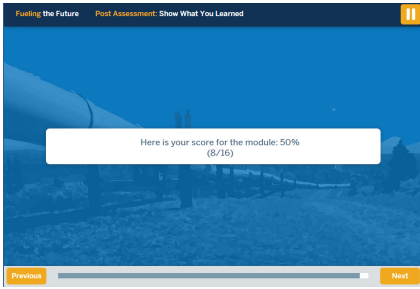 Fueling the Future Post Assessment: Show What You Learned
Here is your score for the module: 50%
(8/16)
Previous
Next